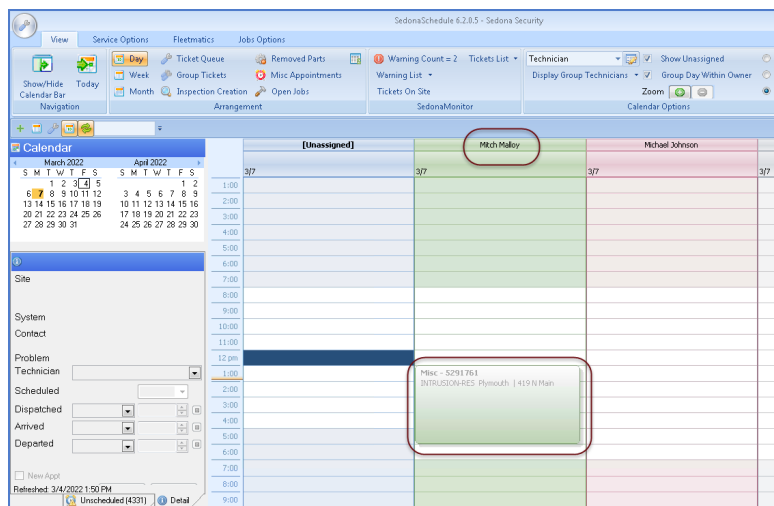 SedonaSchedule 6.2.0.5 - Sedona Security
View Service Options Fleetmatics Jobs Options
Show/Hide Calendar Bar
Today
Navigation
Day
Week
Month
Ticket Queue
Group Tickets
Inspection Creation
Removed Parts
Misc Appointments
Open Jobs
Arrangement
Warning Count = 2 Tickets List
Warning List
Tickets On Site
SedonaMonitor
Technician Show Unassigned
Display Group Technicians Group Day Within Owner
Zoom
Calendar Options
Calendar
March 2022 April 2022
S M T W T F S S M T W T F S
1 2 3 4 5 1 2
6 7 8 9 10 11 12 3 4 5 6 7 8 9
13 14 15 16 17 18 19 10 11 12 13 14 15 16
20 21 22 23 24 25 26 17 18 19 20 21 22 23
27 28 29 30 31 24 25 26 27 28 29 30
Site
System
Contact
Problem
Technician
Scheduled
Dispatched
Arrived
Departed
New Appt
Refreshed: 3/4/2022 1:50 PM
Unscheduled (4331) Detail
[Unassigned] Mitch Malloy Michael Johnson
3/7 3/7 3/7 3/7
1:00
2:00
3:00
4:00
5:00
6:00
7:00
8:00
9:00
10:00
11:00
12 pm
1:00
2:00
3:00
4:00
5:00
6:00
7:00
8:00
9:00
Misc - 5291761
INTRUSION-RES Plymouth | 419 N Main